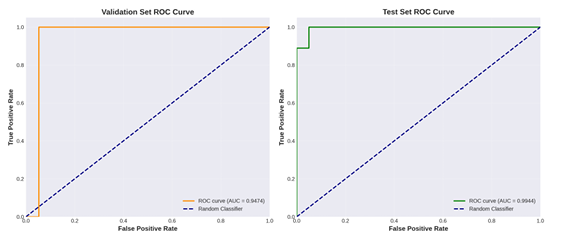 Validation Set ROC Curve
True Positive Rate
1.0
0.8
0.6
0.4
0.2
0.0
0.0 0.2 0.4 0.6 0.8 1.0
False Positive Rate
ROC curve (AUC = 0.9474)
Random Classifier
Test Set ROC Curve
True Positive Rate
1.0
0.8
0.6
0.4
0.2
0.0
0.0 0.2 0.4 0.6 0.8 1.0
False Positive Rate
ROC curve (AUC = 0.9944)
Random Classifier